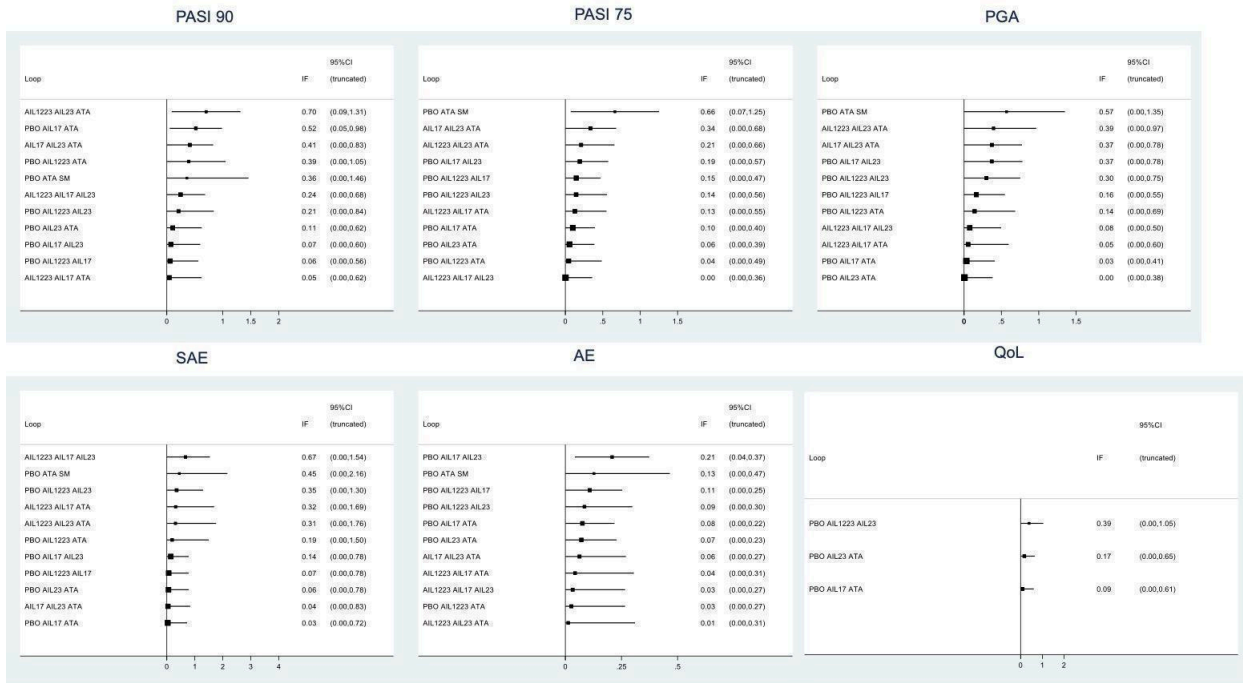 PASI 90
PASI 75
PGA
95%CI
Loop IF (truncated)
AIL1223 AIL23 ATA 0.70 (0.09,1.31)
PBO AIL17 ATA 0.52 (0.05,0.98)
AIL17 AIL23 ATA 0.41 (0.00,0.83)
PBO AIL1223 ATA 0.39 (0.00,1.05)
PBO ATA SM 0.36 (0.00,1.46)
AIL1223 AIL17 AIL23 0.24 (0.00,0.68)
PBO AIL1223 AIL23 0.21 (0.00,0.84)
PBO AIL23 ATA 0.11 (0.00,0.62)
PBO AIL17 AIL23 0.07 (0.00,0.60)
PBO AIL1223 AIL17 0.06 (0.00,0.56)
AIL1223 AIL17 ATA 0.05 (0.00,0.62)
0 1 1.5 2
95%CI
Loop IF (truncated)
PBO ATA SM 0.66 (0.07,1.25)
AIL17 AIL23 ATA 0.34 (0.00,0.68)
AIL1223 AIL23 ATA 0.21 (0.00,0.66)
PBO AIL17 AIL23 0.19 (0.00,0.57)
PBO AIL1223 AIL17 0.15 (0.00,0.47)
PBO AIL1223 AIL23 0.14 (0.00,0.56)
AIL1223 AIL17 ATA 0.13 (0.00,0.55)
PBO AIL17 ATA 0.10 (0.00,0.40)
PBO AIL23 ATA 0.06 (0.00,0.39)
PBO AIL1223 ATA 0.04 (0.00,0.49)
AIL1223 AIL17 AIL23 0.00 (0.00,0.36)
0 .5 1 1.5
95%CI
Loop IF (truncated)
PBO ATA SM 0.57 (0.00,1.35)
AIL1223 AIL23 ATA 0.39 (0.00,0.97)
AIL17 AIL23 ATA 0.37 (0.00,0.78)
PBO AIL17 AIL23 0.37 (0.00,0.78)
PBO AIL1223 AIL23 0.30 (0.00,0.75)
PBO AIL1223 AIL17 0.16 (0.00,0.55)
PBO AIL1223 ATA 0.14 (0.00,0.69)
AIL1223 AIL17 AIL23 0.08 (0.00,0.50)
AIL1223 AIL17 ATA 0.05 (0.00,0.60)
PBO AIL17 ATA 0.03 (0.00,0.41)
PBO AIL23 ATA 0.00 (0.00,0.38)
0 .5 1 1.5
SAE
AE
QoL
95%CI
Loop IF (truncated)
AIL1223 AIL17 AIL23 0.67 (0.00,1.54)
PBO ATA SM 0.45 (0.00,2.16)
PBO AIL1223 AIL23 0.35 (0.00,1.30)
AIL1223 AIL17 ATA 0.32 (0.00,1.69)
AIL1223 AIL23 ATA 0.31 (0.00,1.76)
PBO AIL1223 ATA 0.19 (0.00,1.50)
PBO AIL17 AIL23 0.14 (0.00,0.78)
PBO AIL1223 AIL17 0.07 (0.00,0.78)
PBO AIL23 ATA 0.06 (0.00,0.78)
AIL17 AIL23 ATA 0.04 (0.00,0.83)
PBO AIL17 ATA 0.03 (0.00,0.72)
0 1 2 3 4
95%CI
Loop IF (truncated)
PBO AIL17 AIL23 0.21 (0.04,0.37)
PBO ATA SM 0.13 (0.00,0.47)
PBO AIL1223 AIL17 0.11 (0.00,0.25)
PBO AIL1223 AIL23 0.09 (0.00,0.30)
PBO AIL17 ATA 0.08 (0.00,0.22)
PBO AIL23 ATA 0.07 (0.00,0.23)
AIL17 AIL23 ATA 0.06 (0.00,0.27)
AIL1223 AIL17 ATA 0.04 (0.00,0.31)
AIL1223 AIL17 AIL23 0.03 (0.00,0.27)
PBO AIL1223 ATA 0.03 (0.00,0.27)
AIL1223 AIL23 ATA 0.01 (0.00,0.31)
0 .25 .5
95%CI
Loop IF (truncated)
PBO AIL1223 AIL23 0.39 (0.00,1.05)
PBO AIL23 ATA 0.17 (0.00,0.65)
PBO AIL17 ATA 0.09 (0.00,0.61)
0 1 2